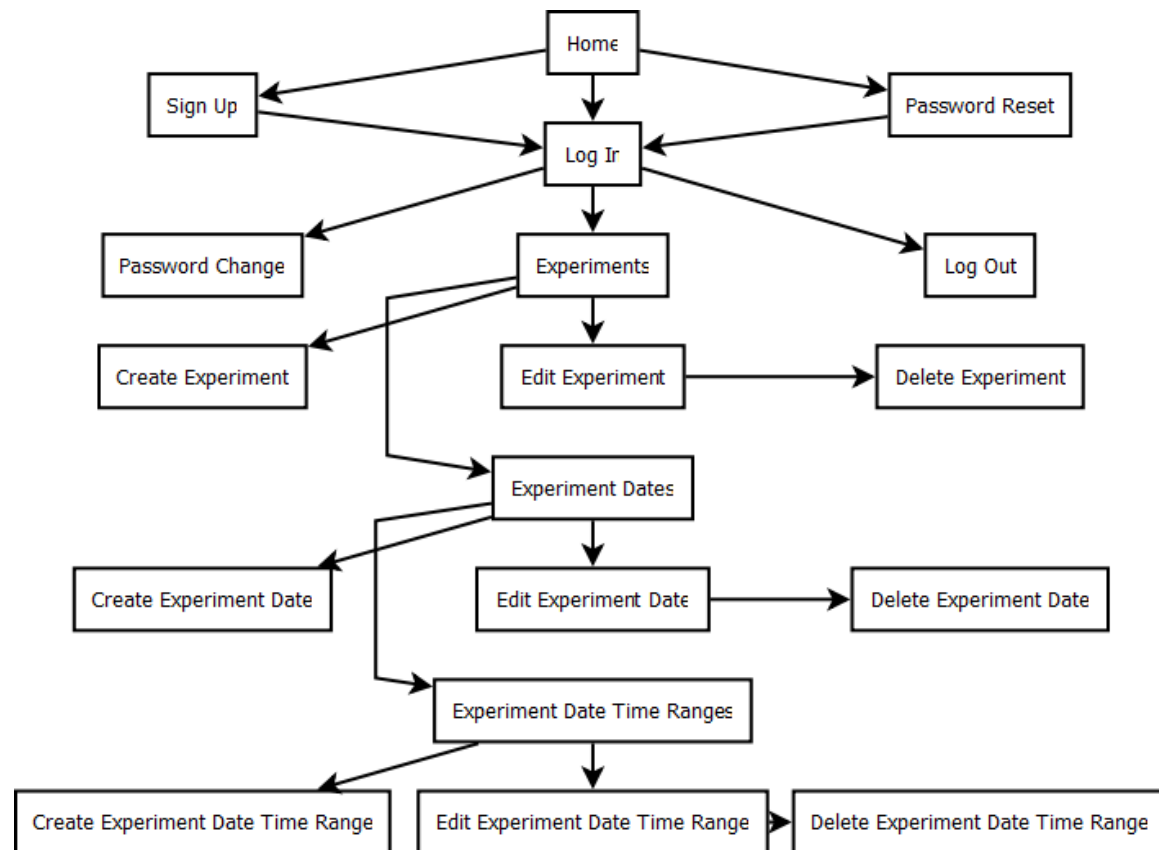 Home
Sign Up
Password Reset
Log In
Password Change
Experiments
Log Out
Create Experiment
Edit Experiment
Delete Experiment
Experiment Dates
Create Experiment Date
Edit Experiment Date
Delete Experiment Date
Experiment Date Time Ranges
Create Experiment Date Time Range
Edit Experiment Date Time Range
Delete Experiment Date Time Range